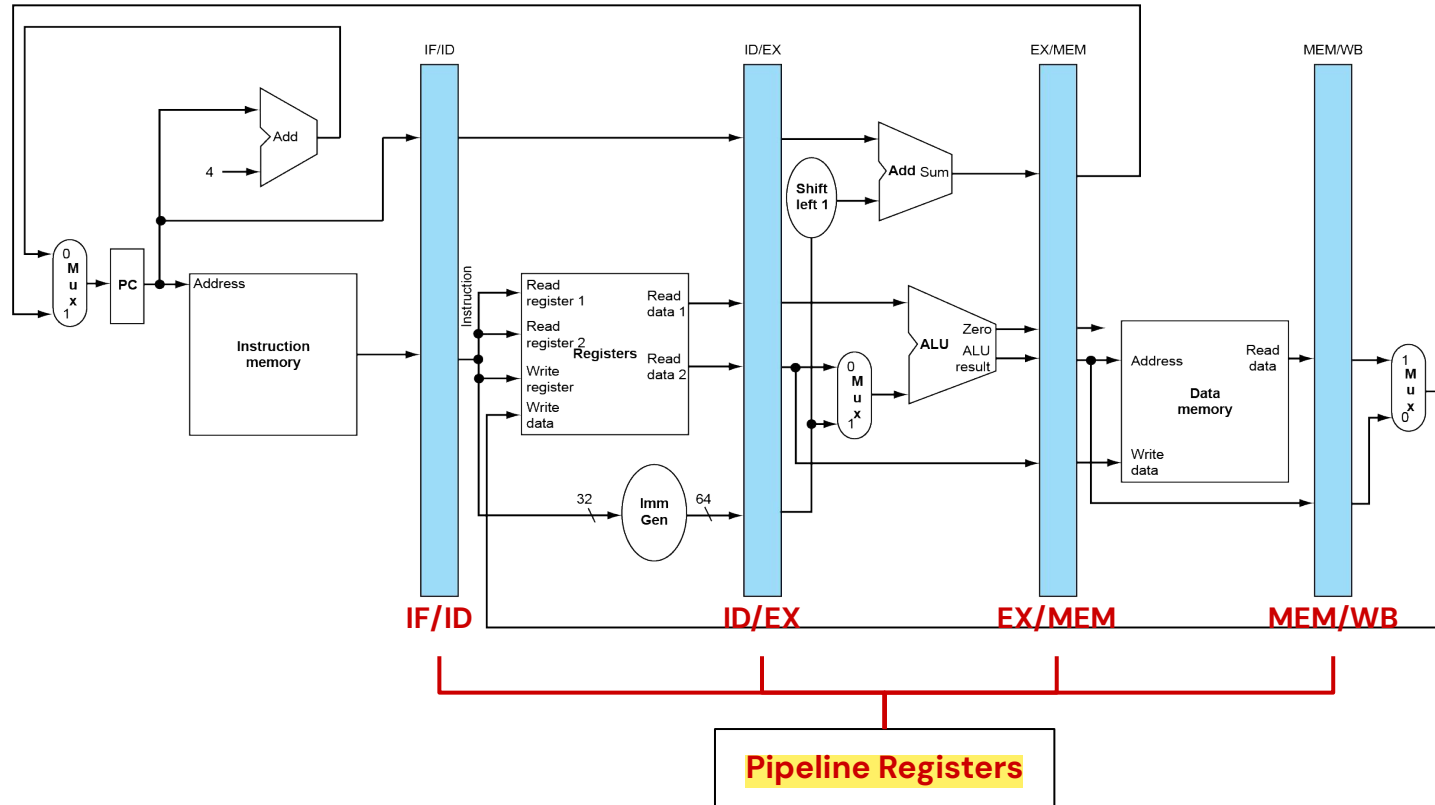 IF/ID
ID/EX
EX/MEM
MEM/WB
Add
4
Shift
left 1
Add Sum
0
M
u
x
1
PC
Address
Instruction
memory
Instruction
Read
register 1
Read
register 2
Write
register
Write
data
Registers
Read
data 1
Read
data 2
0
M
u
x
1
ALU
Zero
ALU
result
Address
Write
data
Data
memory
Read
data
1
M
u
x
0
32
Imm
Gen
64
IF/ID
ID/EX
EX/MEM
MEM/WB
Pipeline Registers